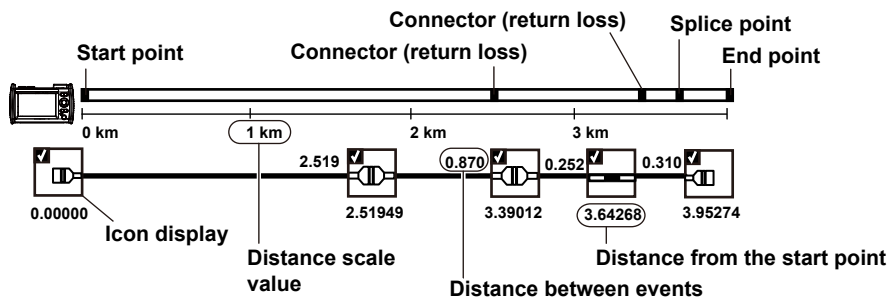 Connector (return loss)
Splice point
Start point
Connector (return loss)
End point
0 km
1 km
2 km
3 km
2.519
0.870
0.252
0.310
0.00000
2.51949
3.39012
3.64268
3.95274
Icon display
Distance scale
value
Distance between events
Distance from the start point